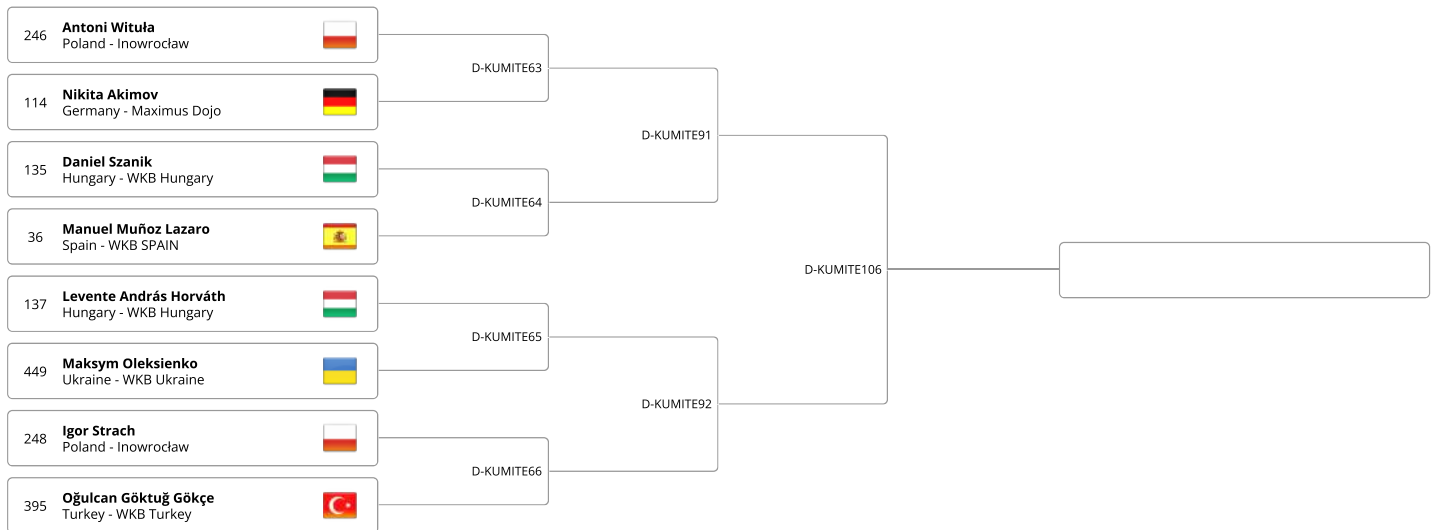 246
Antoni Wituła
Poland - Inowrocław
D-KUMITE63
114
Nikita Akimov
Germany - Maximus Dojo
D-KUMITE91
135
Daniel Szanik
Hungary - WKB Hungary
D-KUMITE64
36
Manuel Muñoz Lazaro
Spain - WKB SPAIN
D-KUMITE106
137
Levente András Horváth
Hungary - WKB Hungary
D-KUMITE65
449
Maksym Oleksienko
Ukraine - WKB Ukraine
D-KUMITE92
248
Igor Strach
Poland - Inowrocław
D-KUMITE66
395
Oğulcan Göktuğ Gökçe
Turkey - WKB Turkey